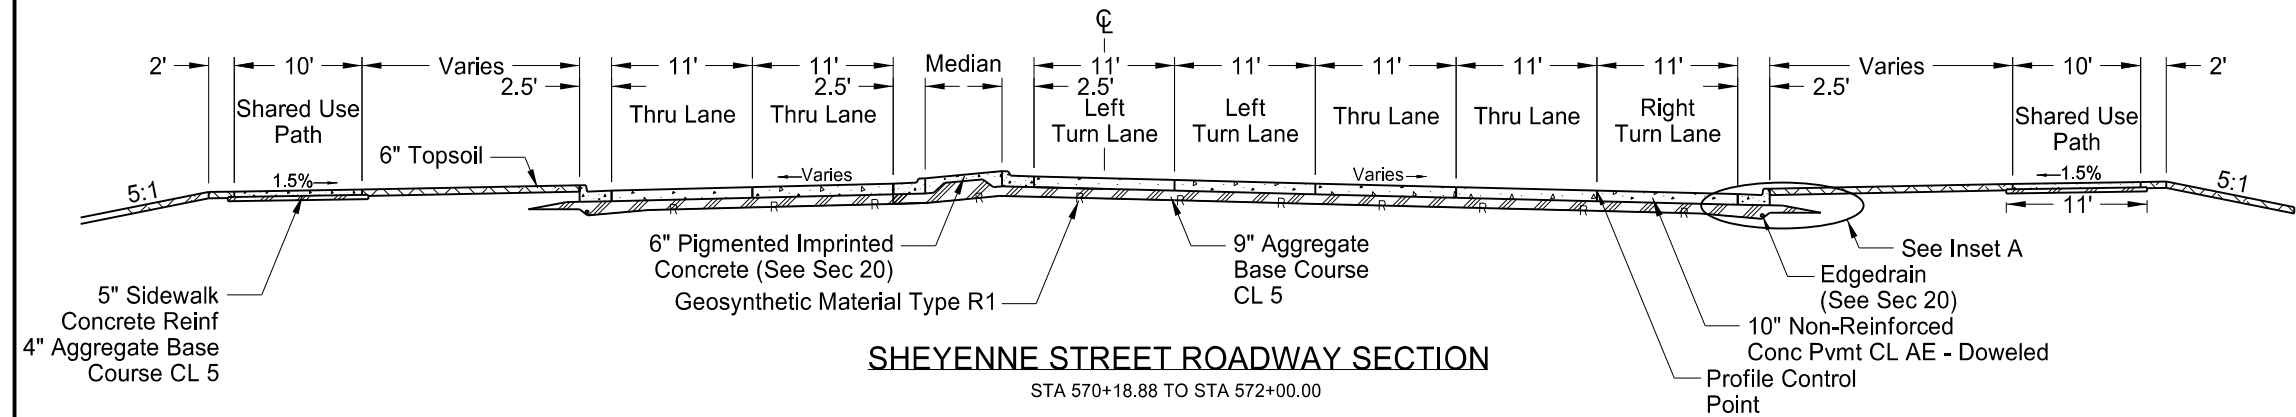 ℄
2' 10' Varies 11' 11' Median 11' 11' 11' 11' 11' Varies 10' 2'
2.5' 2.5' 2.5' 2.5'
Shared Use
Path
Thru Lane
Thru Lane
Left
Turn Lane
Left
Turn Lane
Thru Lane
Thru Lane
Right
Turn Lane
Shared Use
Path
6" Topsoil
5:1
1.5%
Varies
Varies
1.5%
5:1
R R R R R R R R R R
11'
6" Pigmented Imprinted
Concrete (See Sec 20)
Geosynthetic Material Type R1
9" Aggregate
Base Course
CL 5
See Inset A
Edgedrain
(See Sec 20)
10" Non-Reinforced
Conc Pvmt CL AE - Doweled
Profile Control
Point
5" Sidewalk
Concrete Reinf
4" Aggregate Base
Course CL 5
SHEYENNE STREET ROADWAY SECTION
STA 570+18.88 TO STA 572+00.00